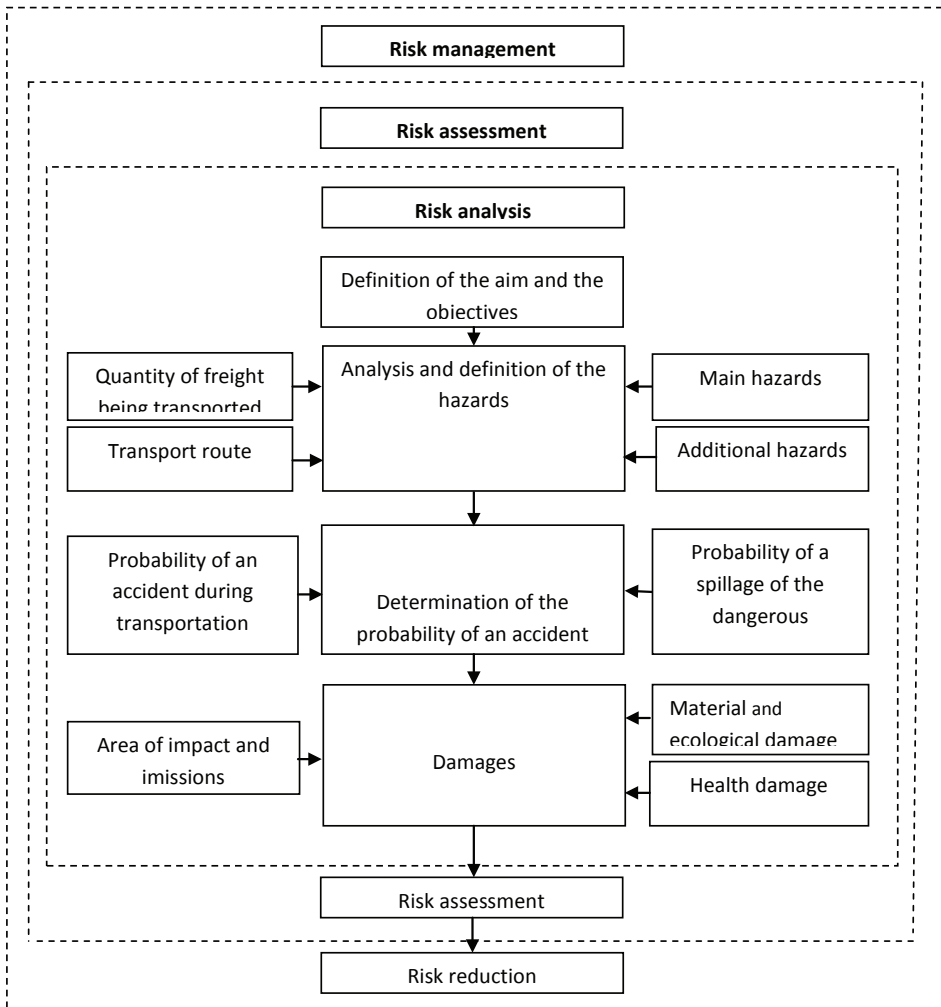 Risk management
Risk assessment
Risk analysis
Definition of the aim and the
objectives
Quantity of freight
being transported
Analysis and definition of the
hazards
Main hazards
Transport route
Additional hazards
Probability of an
accident during
transportation
Determination of the
probability of an accident
Probability of a
spillage of the
dangerous
Area of impact and
imissions
Damages
Material and
ecological damage
Health damage
Risk assessment
Risk reduction